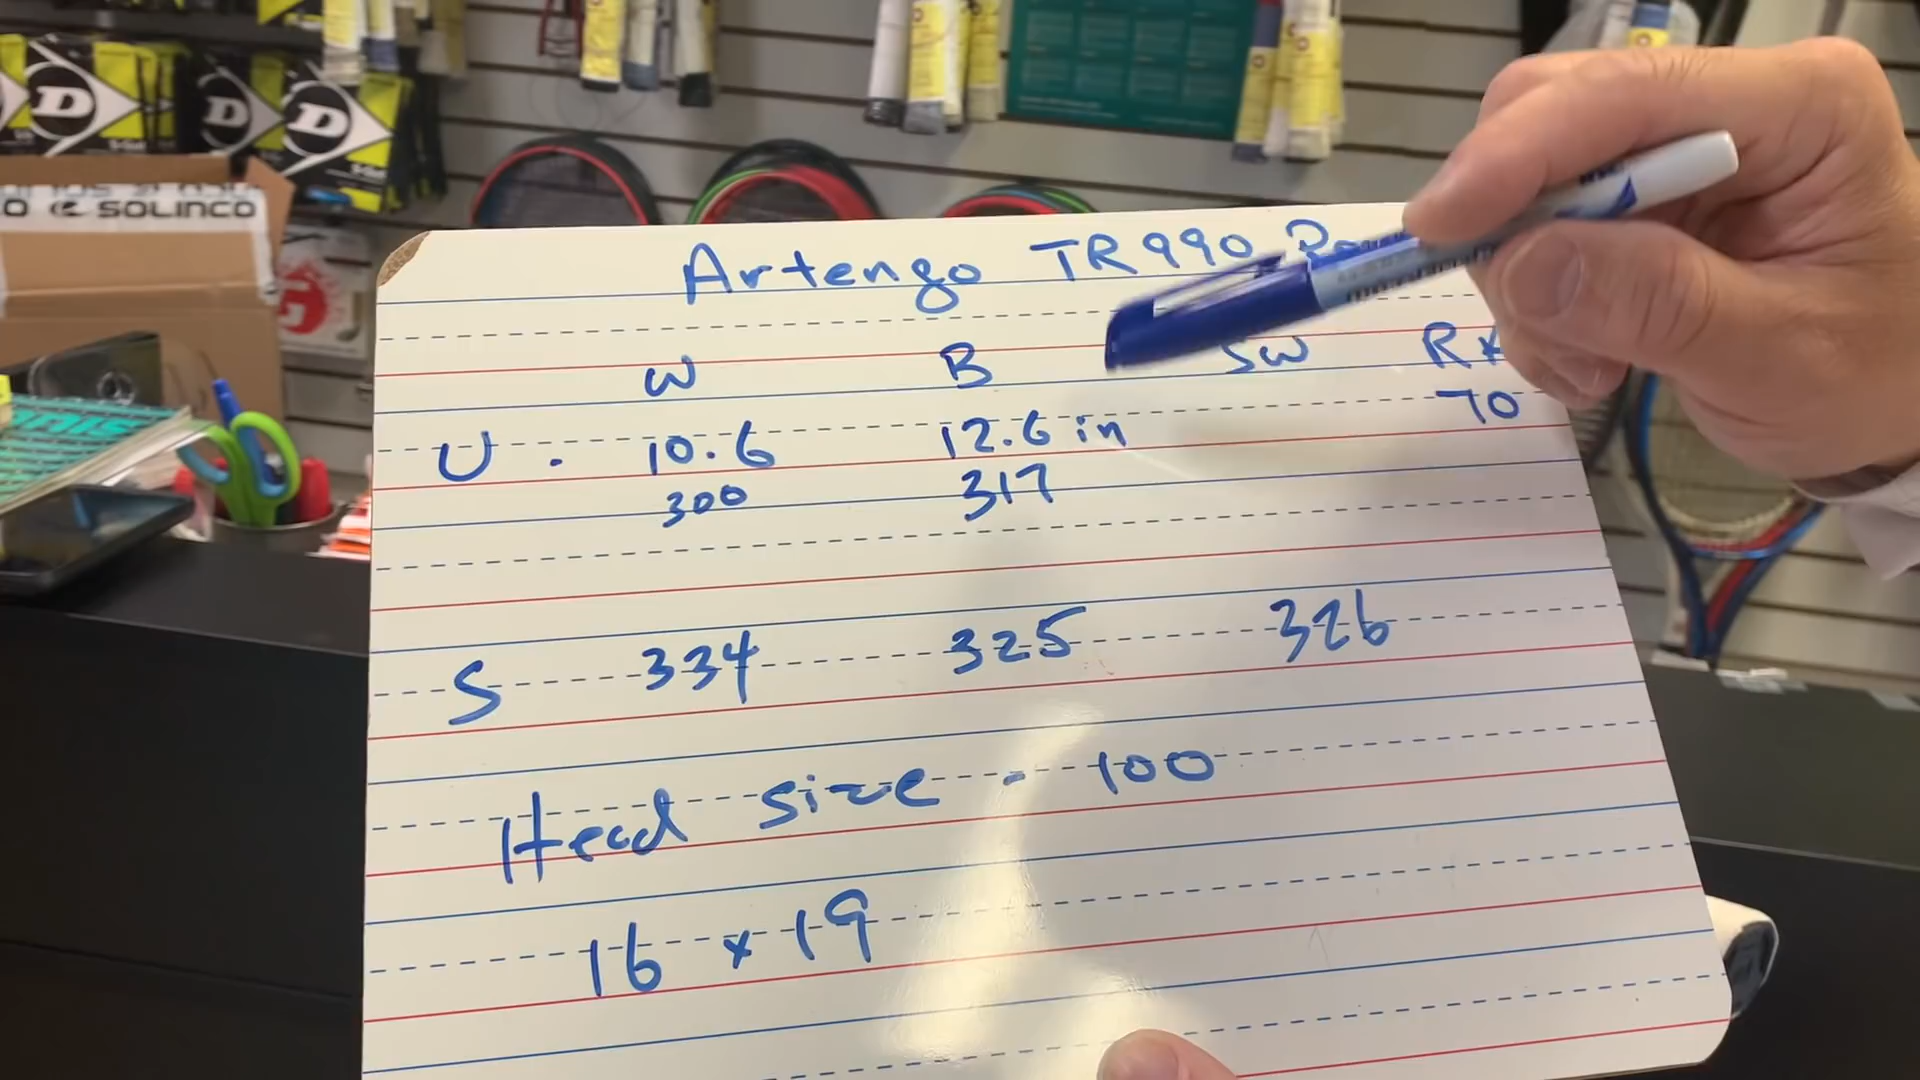 D
D
D
SOLINCO
Artengo TR990
W B SW
70
U . 10.6 12.6 in
300 317
S 334 325 326
Head size - 100
16 x 19